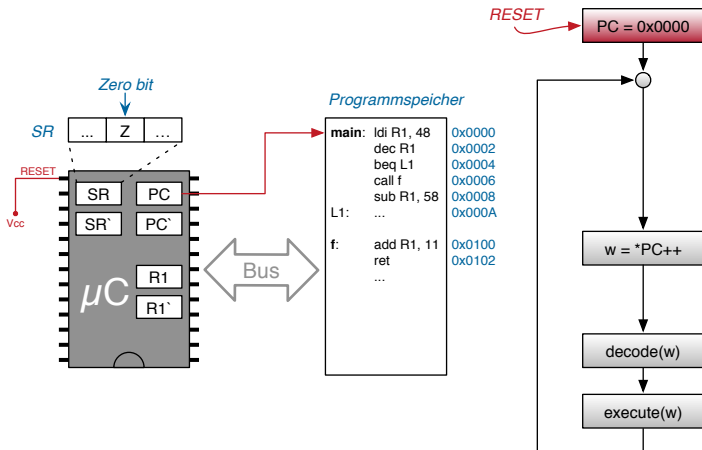 RESET
PC = 0x0000
Zero bit
Programmspeicher
SR
... Z ...
main: ldi R1, 48 0x0000
dec R1 0x0002
beq L1 0x0004
call f 0x0006
sub R1, 58 0x0008
L1: ... 0x000A
f: add R1, 11 0x0100
ret 0x0102
...
RESET
Vcc
SR PC
SR` PC`
R1
R1`
µC
Bus
w = *PC++
decode(w)
execute(w)